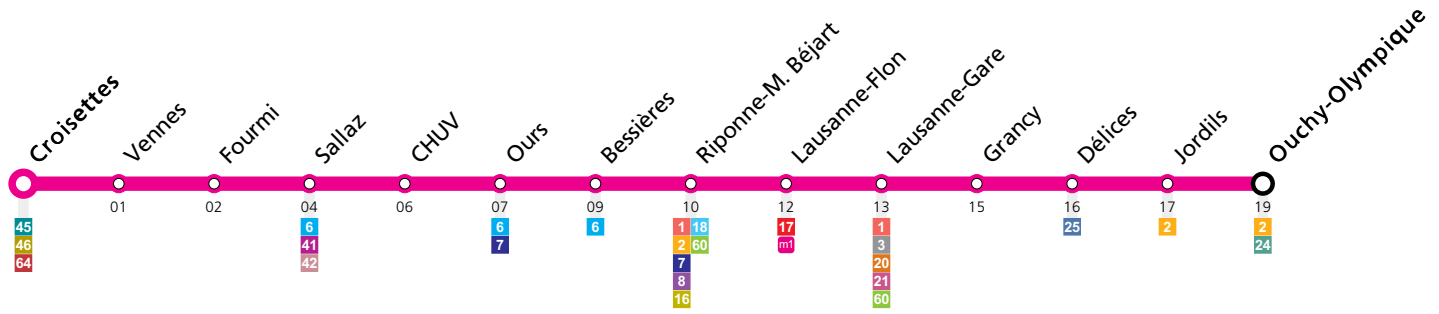 Croisettes
Vennes
Fourmi
Sallaz
CHUV
Ours
Bessières
Riponne-M. Béjart
Lausanne-Flon
Lausanne-Gare
Grancy
Délices
Jordils
Ouchy-Olympique
01 02 04 06 07 09 10 12 13 15 16 17 19
45 6 6 6 1 18 17 1 25 2 2
46 41 7 2 60 m1 3 24
64 42 7 20
8 21
16 60